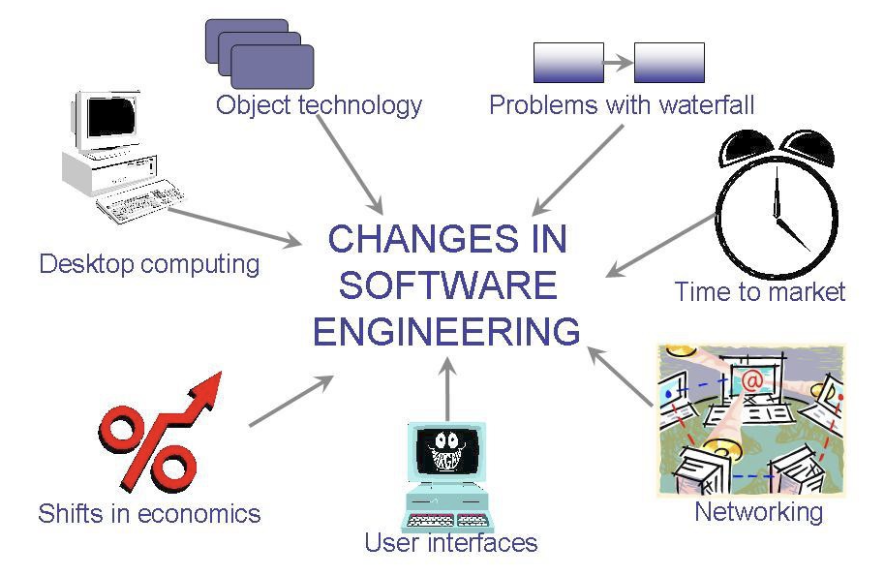 Object technology
Problems with waterfall
Desktop computing
CHANGES IN
SOFTWARE
ENGINEERING
Time to market
@
Shifts in economics
User interfaces
Networking